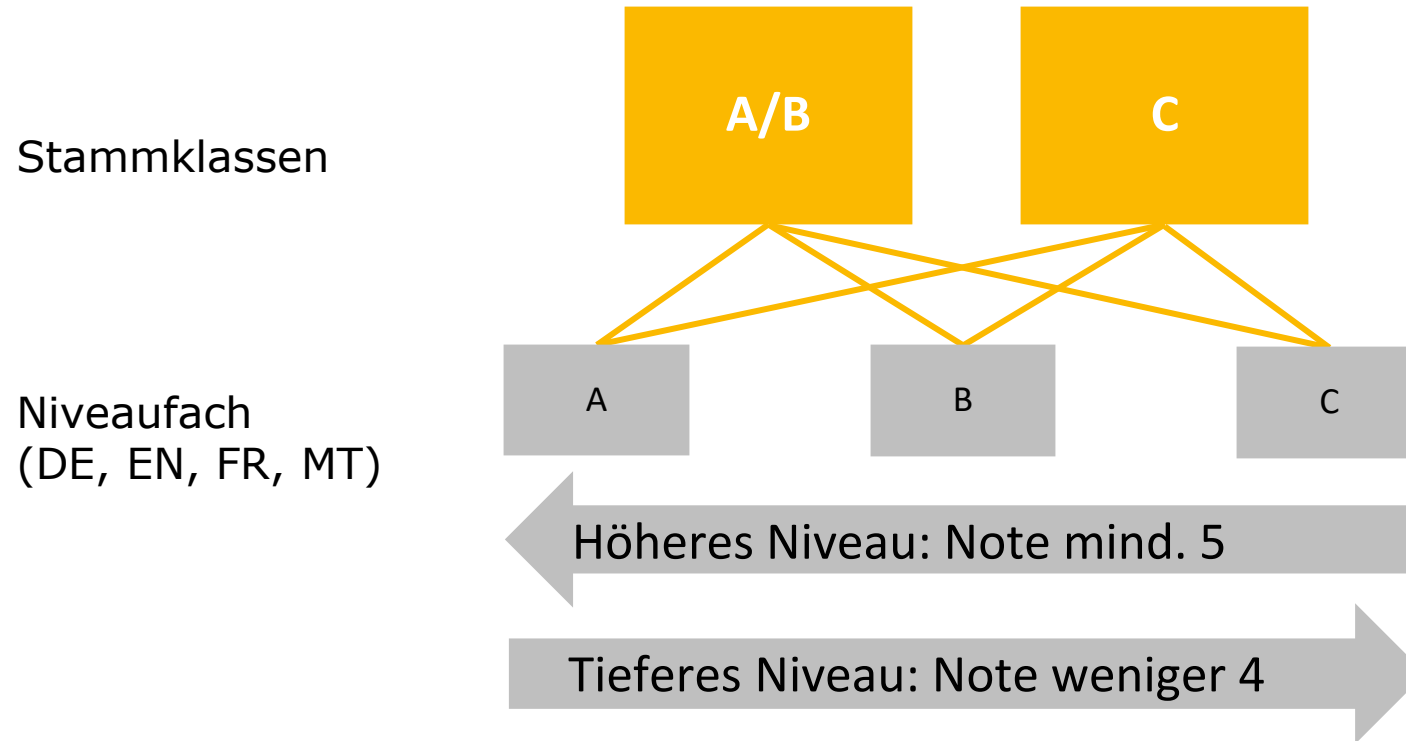 A/B
C
Stammklassen
A
B
C
Niveaufach
(DE, EN, FR, MT)
Höheres Niveau: Note mind. 5
Tieferes Niveau: Note weniger 4